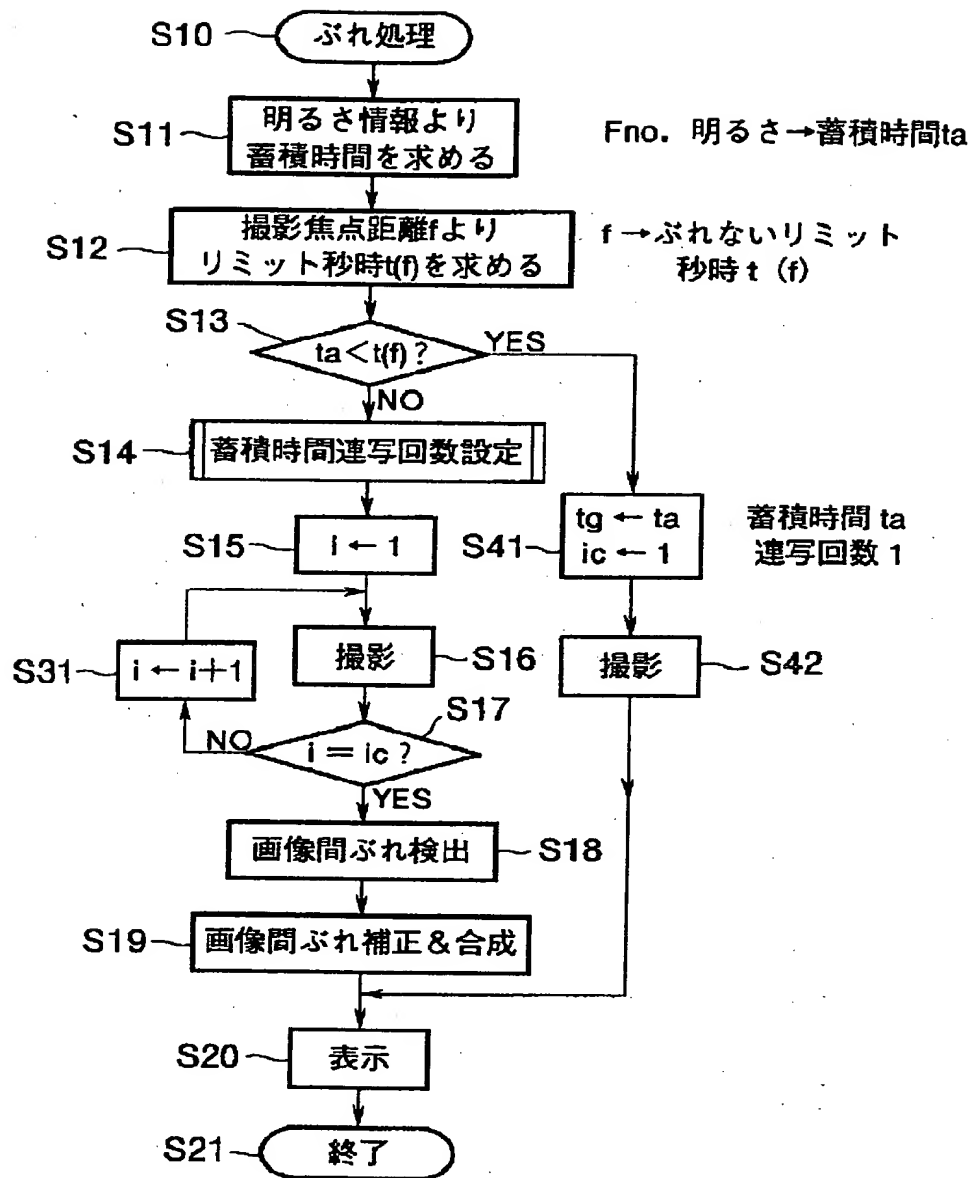 S10 ぶれ処理
S11 明るさ情報より
蓄積時間を求める
Fno. 明るさ→蓄積時間ta
S12 撮影焦点距離fより
リミット秒時t(f)を求める
f→ぶれないリミット
秒時t (f)
S13 ta<t(f)?
YES
NO
S14 蓄積時間連写回数設定
S15 i ← 1
S41 tg ← ta
ic ← 1
蓄積時間 ta
連写回数 1
S31 i ← i+1
撮影 S16
撮影 S42
S17
NO i = ic ?
YES
画像間ぶれ検出 S18
S19 画像間ぶれ補正&合成
S20 表示
S21 終了